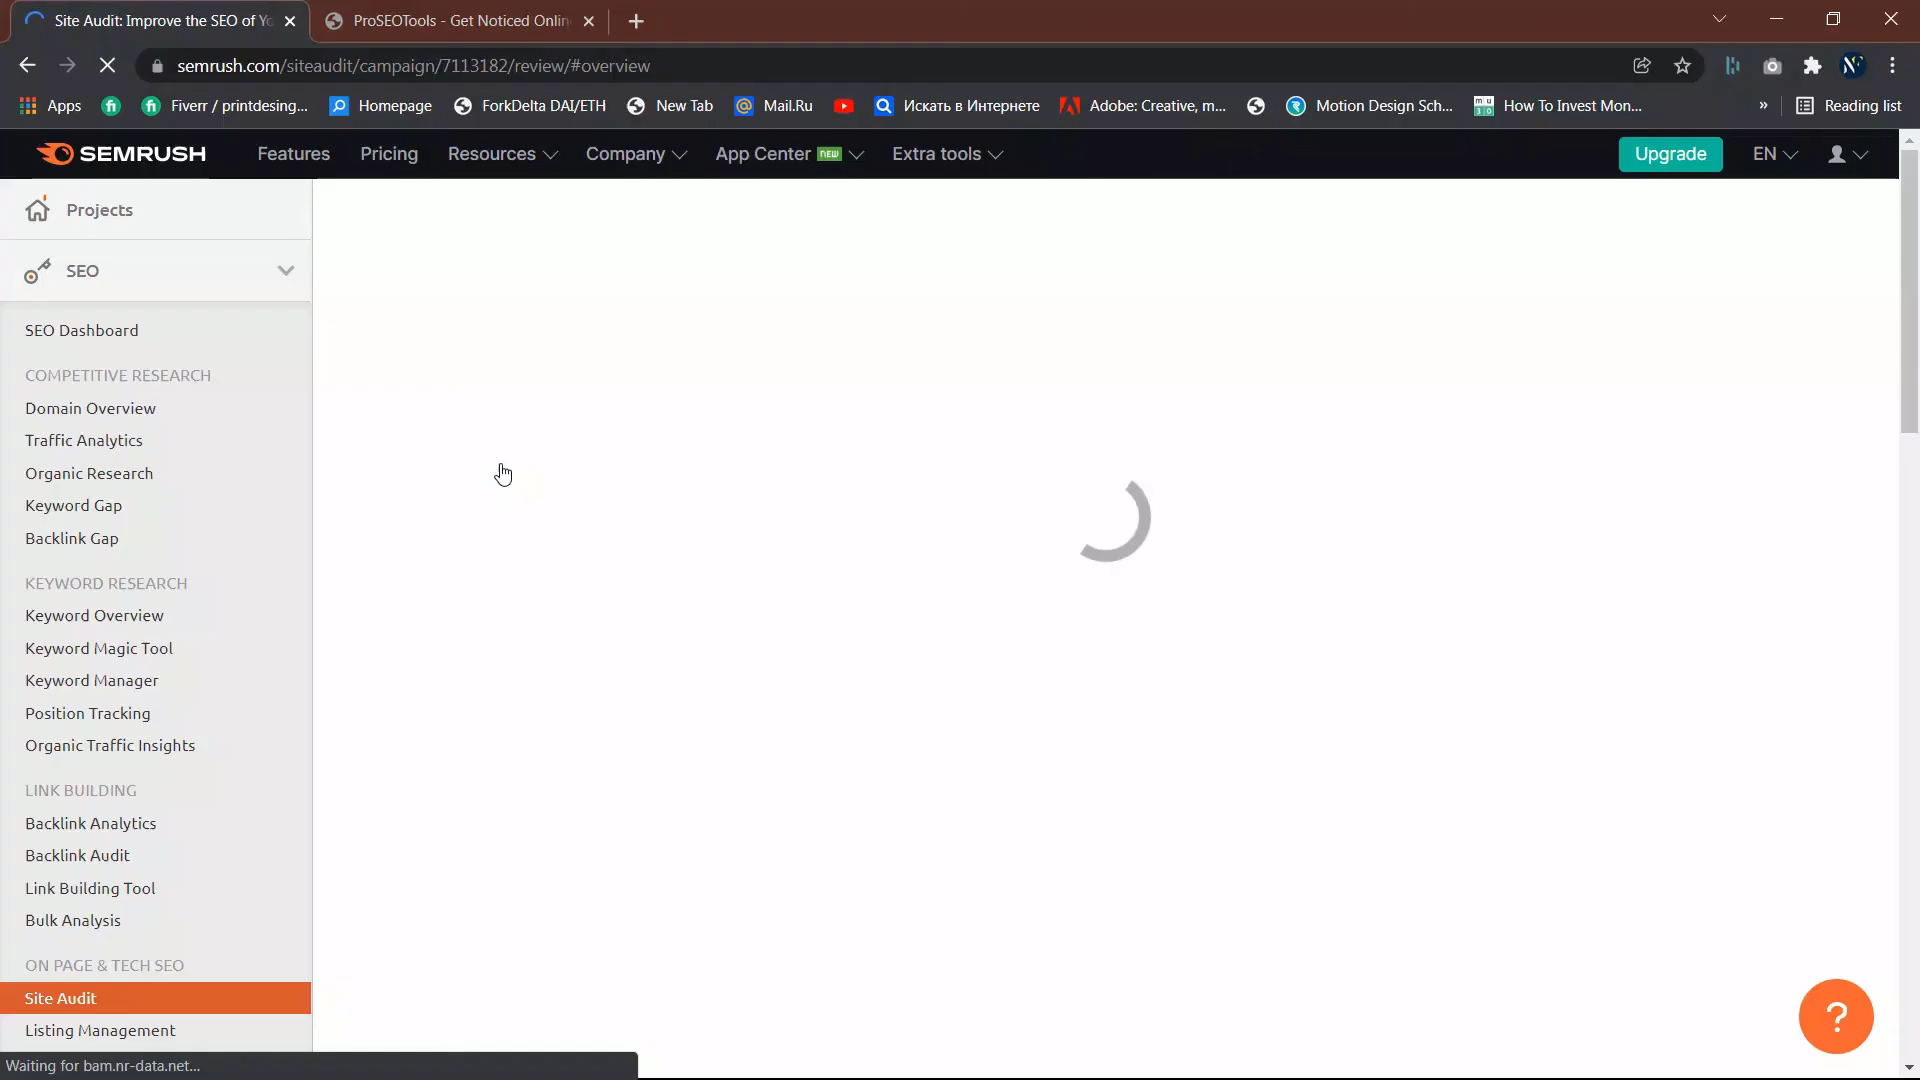 Site Audit: Improve the SEO of Yo
ProSEOTools - Get Noticed Onlin
semrush.com/siteaudit/campaign/7113182/review/#overview
Apps
Fiverr / printdesing...
Homepage
ForkDelta DAI/ETH
New Tab
Mail.Ru
Искать в Интернете
Adobe: Creative, m...
Motion Design Sch...
How To Invest Mon...
»
Reading list
SEMRUSH
Features
Pricing
Resources
Company
App Center NEW
Extra tools
Upgrade
EN
Projects
SEO
SEO Dashboard
COMPETITIVE RESEARCH
Domain Overview
Traffic Analytics
Organic Research
Keyword Gap
Backlink Gap
KEYWORD RESEARCH
Keyword Overview
Keyword Magic Tool
Keyword Manager
Position Tracking
Organic Traffic Insights
LINK BUILDING
Backlink Analytics
Backlink Audit
Link Building Tool
Bulk Analysis
ON PAGE & TECH SEO
Site Audit
Listing Management
?
Waiting for bam.nr-data.net...